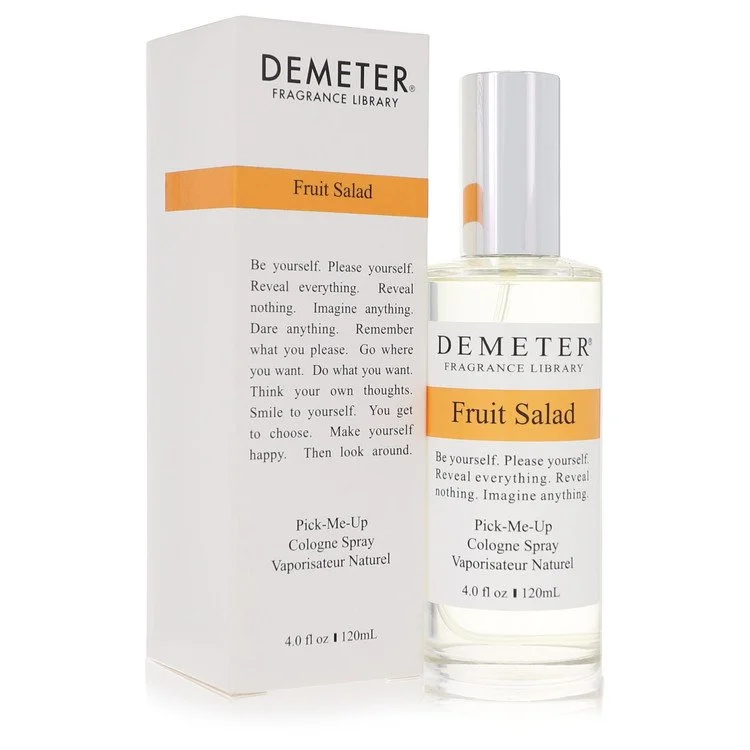 DEMETER®
FRAGRANCE LIBRARY
Fruit Salad
Be yourself. Please yourself.
Reveal everything. Reveal
nothing. Imagine anything.
Dare anything. Remember
what you please. Go where
you want. Do what you want.
Think your own thoughts.
Smile to yourself. You get
to choose. Make yourself
happy. Then look around.
Pick-Me-Up
Cologne Spray
Vaporisateur Naturel
4.0 fl oz ▮ 120mL
DEMETER®
FRAGRANCE LIBRARY
Fruit Salad
Be yourself. Please yourself.
Reveal everything. Reveal
nothing. Imagine anything.
Pick-Me-Up
Cologne Spray
Vaporisateur Naturel
4.0 fl oz ▮ 120mL